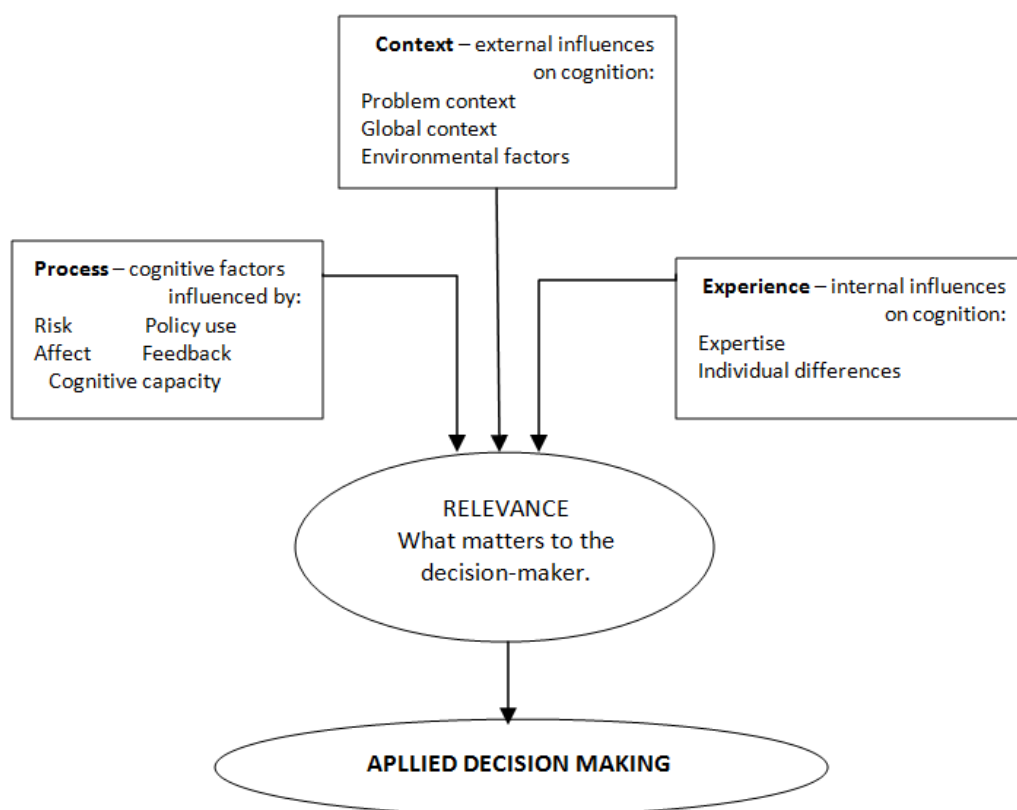 Context – external influences
on cognition:
Problem context
Global context
Environmental factors
Process – cognitive factors
influenced by:
Risk Policy use
Affect Feedback
Cognitive capacity
Experience – internal influences
on cognition:
Expertise
Individual differences
RELEVANCE
What matters to the
decision-maker.
APLLIED DECISION MAKING